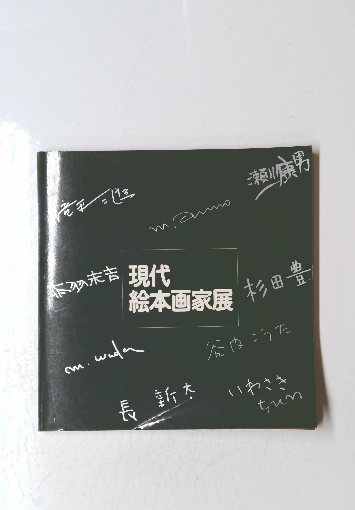 瀬川康男
m. anno
赤羽末吉
現代
絵本画家展
杉田豊
m. wada
谷内こうた
長 新太
いわさき
ちひろ